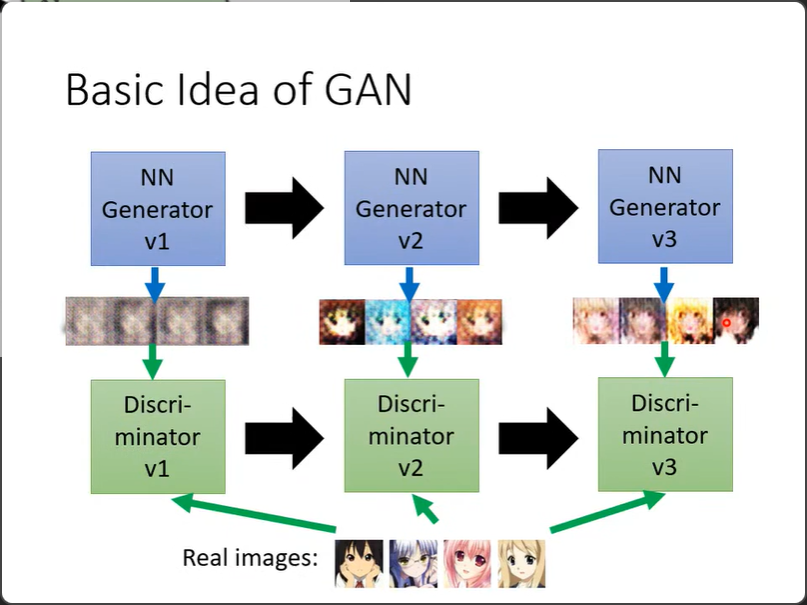 Basic Idea of GAN
NN
Generator
v1
NN
Generator
v2
NN
Generator
v3
Discri-
minator
v1
Discri-
minator
v2
Discri-
minator
v3
Real images: